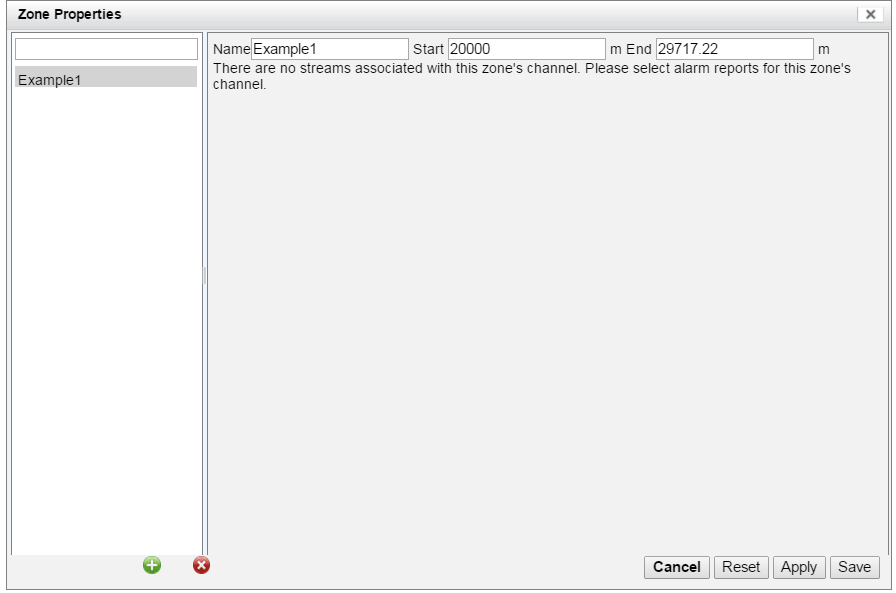 Zone Properties
Example1
Name Example1 Start 20000 m End 29717.22 m
There are no streams associated with this zone's channel. Please select alarm reports for this zone's
channel.
Cancel Reset Apply Save